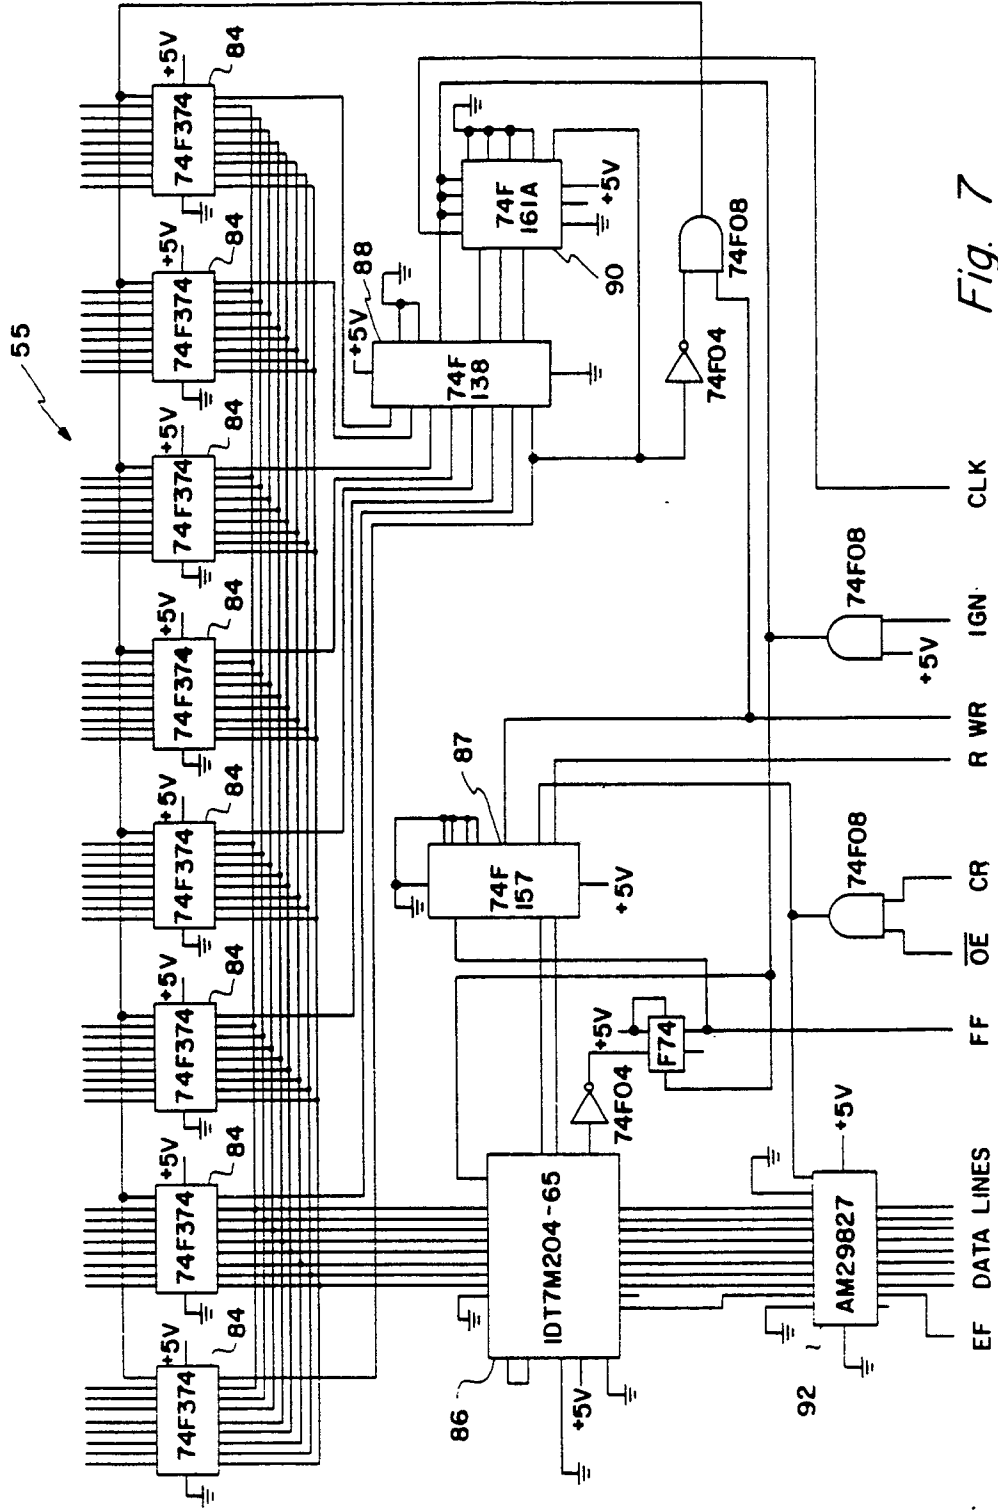 55
+5V
74F374
84
+5V
74F374
84
+5V
74F374
84
+5V
74F374
84
+5V
74F374
84
+5V
74F374
84
+5V
74F374
84
+5V
74F374
84
+5V
88
74F
138
74F
161A
+5V
90
74F04
74F08
86
IDT7M204-65
+5V
74F04
+5V
F74
87
74F
157
+5V
92
AM29827
+5V
74F08
74F08
+5V
EF
DATA LINES
FF
OE
CR
R
WR
IGN
CLK
Fig. 7